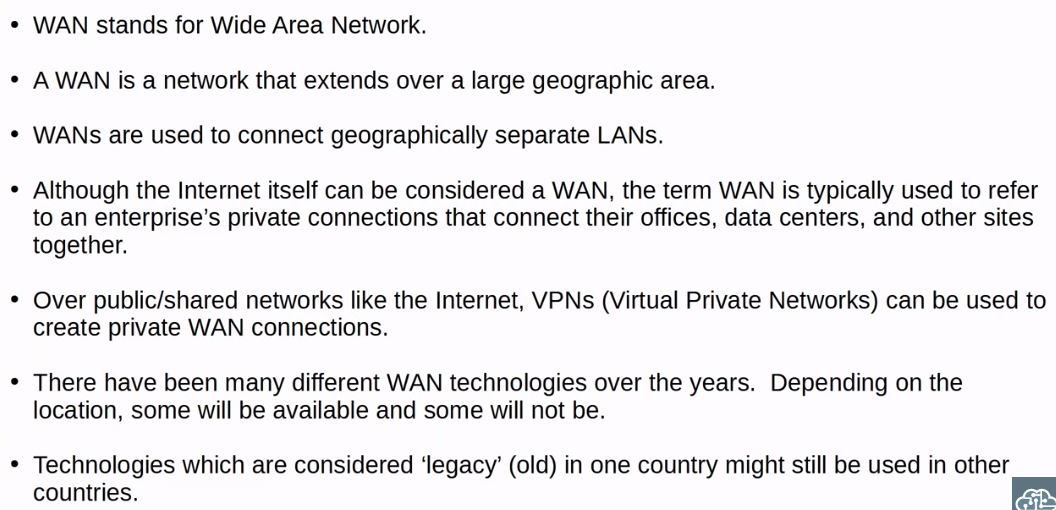 • WAN stands for Wide Area Network.
• A WAN is a network that extends over a large geographic area.
• WANs are used to connect geographically separate LANs.
• Although the Internet itself can be considered a WAN, the term WAN is typically used to refer
to an enterprise’s private connections that connect their offices, data centers, and other sites
together.
• Over public/shared networks like the Internet, VPNs (Virtual Private Networks) can be used to
create private WAN connections.
• There have been many different WAN technologies over the years.  Depending on the
location, some will be available and some will not be.
• Technologies which are considered ‘legacy’ (old) in one country might still be used in other
countries.